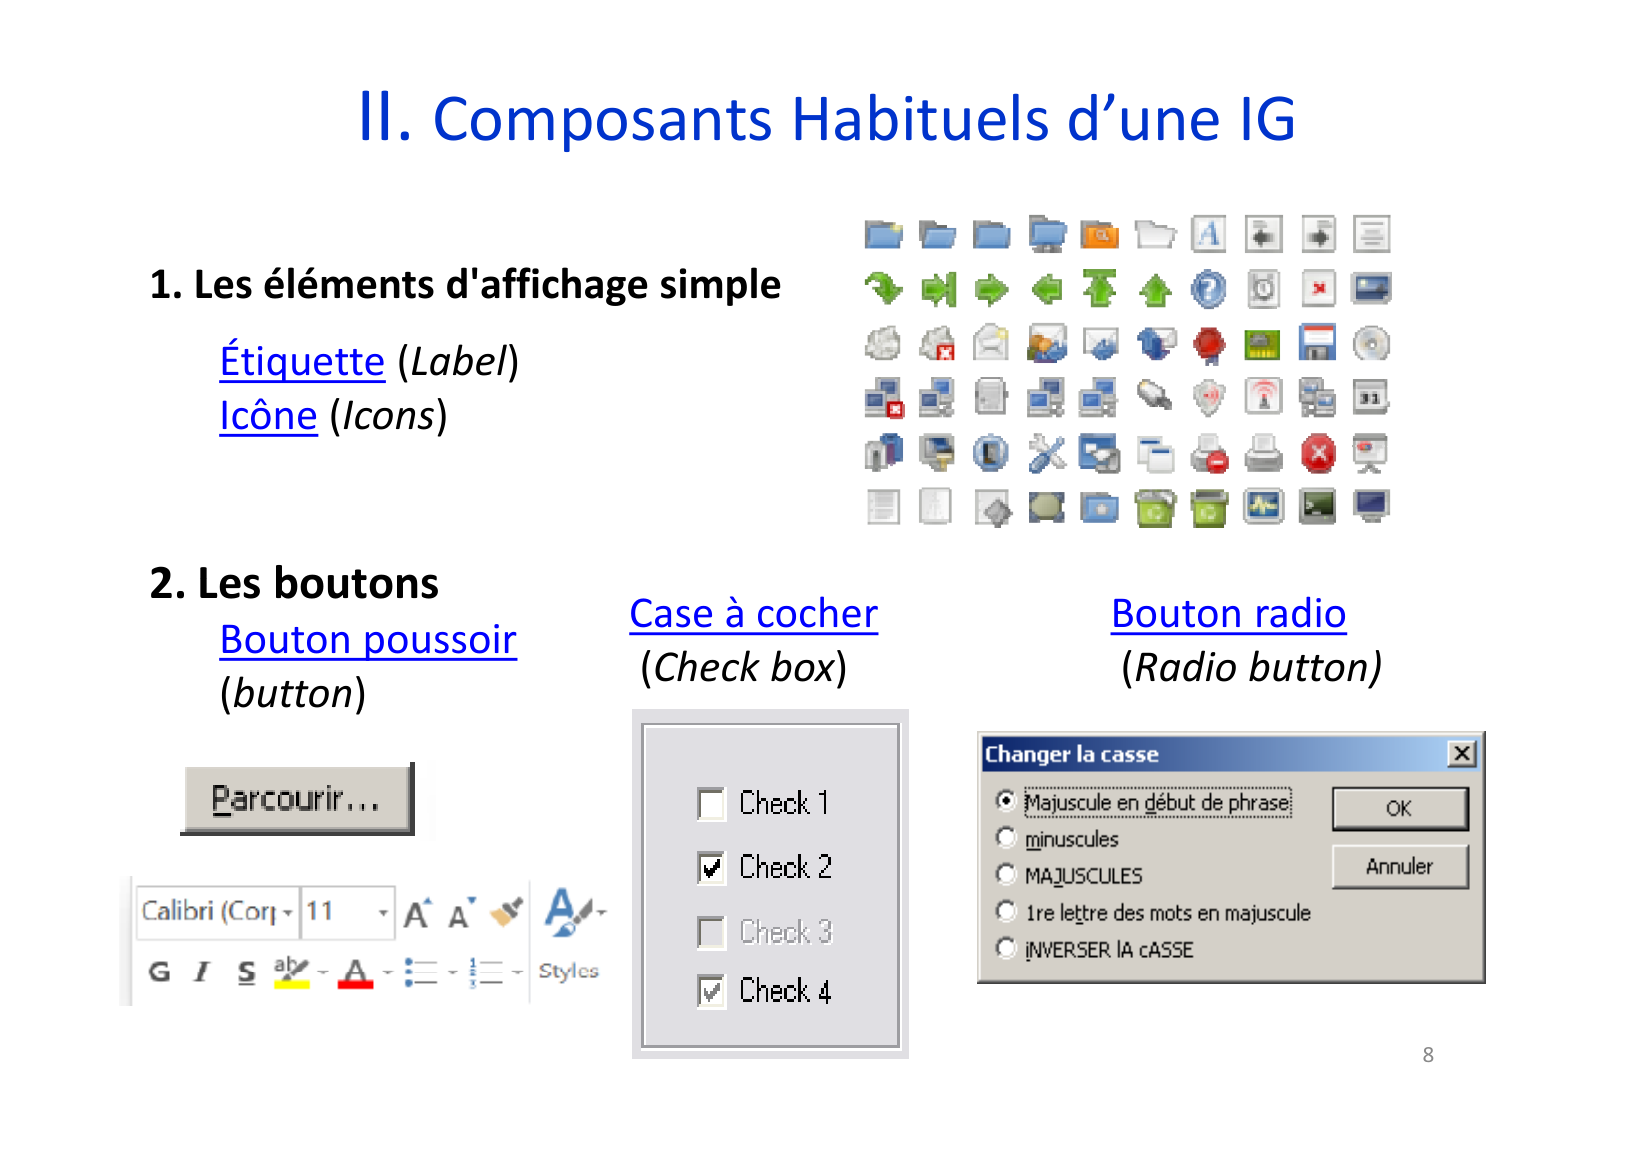 II. Composants Habituels d’une IG
1. Les éléments d'affichage simple
Étiquette (Label)
Icône (Icons)
31
2. Les boutons
Bouton poussoir
(button)
Parcourir...
Calibri (Corp 11
G I S ab A Styles
Case à cocher
(Check box)
Check 1
Check 2
Check 3
Check 4
Bouton radio
(Radio button)
Changer la casse
Majuscule en début de phrase
minuscules
MAJUSCULES
1re lettre des mots en majuscule
iNVERSER lA cASSE
OK
Annuler
8